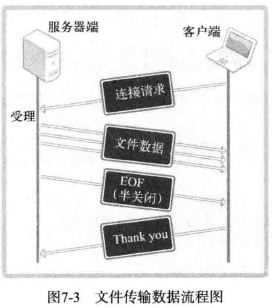 服务器端
客户端
连接请求
受理
文件数据
EOF
（半关闭）
Thank you
图7-3 文件传输数据流程图